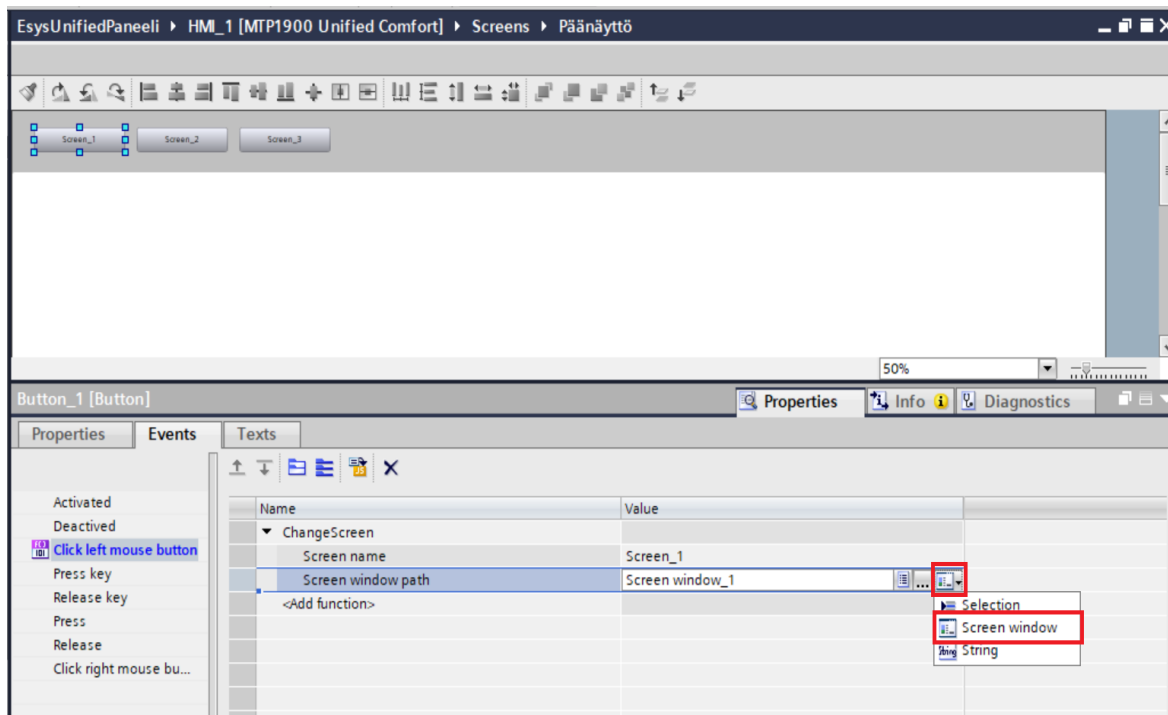 EsysUnifiedPaneeli ▸ HMI_1 [MTP1900 Unified Comfort] ▸ Screens ▸ Päänäyttö
Screen_1 Screen_2 Screen_3
50%
Button_1 [Button] Properties Info Diagnostics
Properties Events Texts
Name Value
Activated
Deactived
Click left mouse button
Press key
Release key
Press
Release
Click right mouse bu...
ChangeScreen
Screen name Screen_1
Screen window path Screen window_1 ...
<Add function>
Selection
Screen window
String String